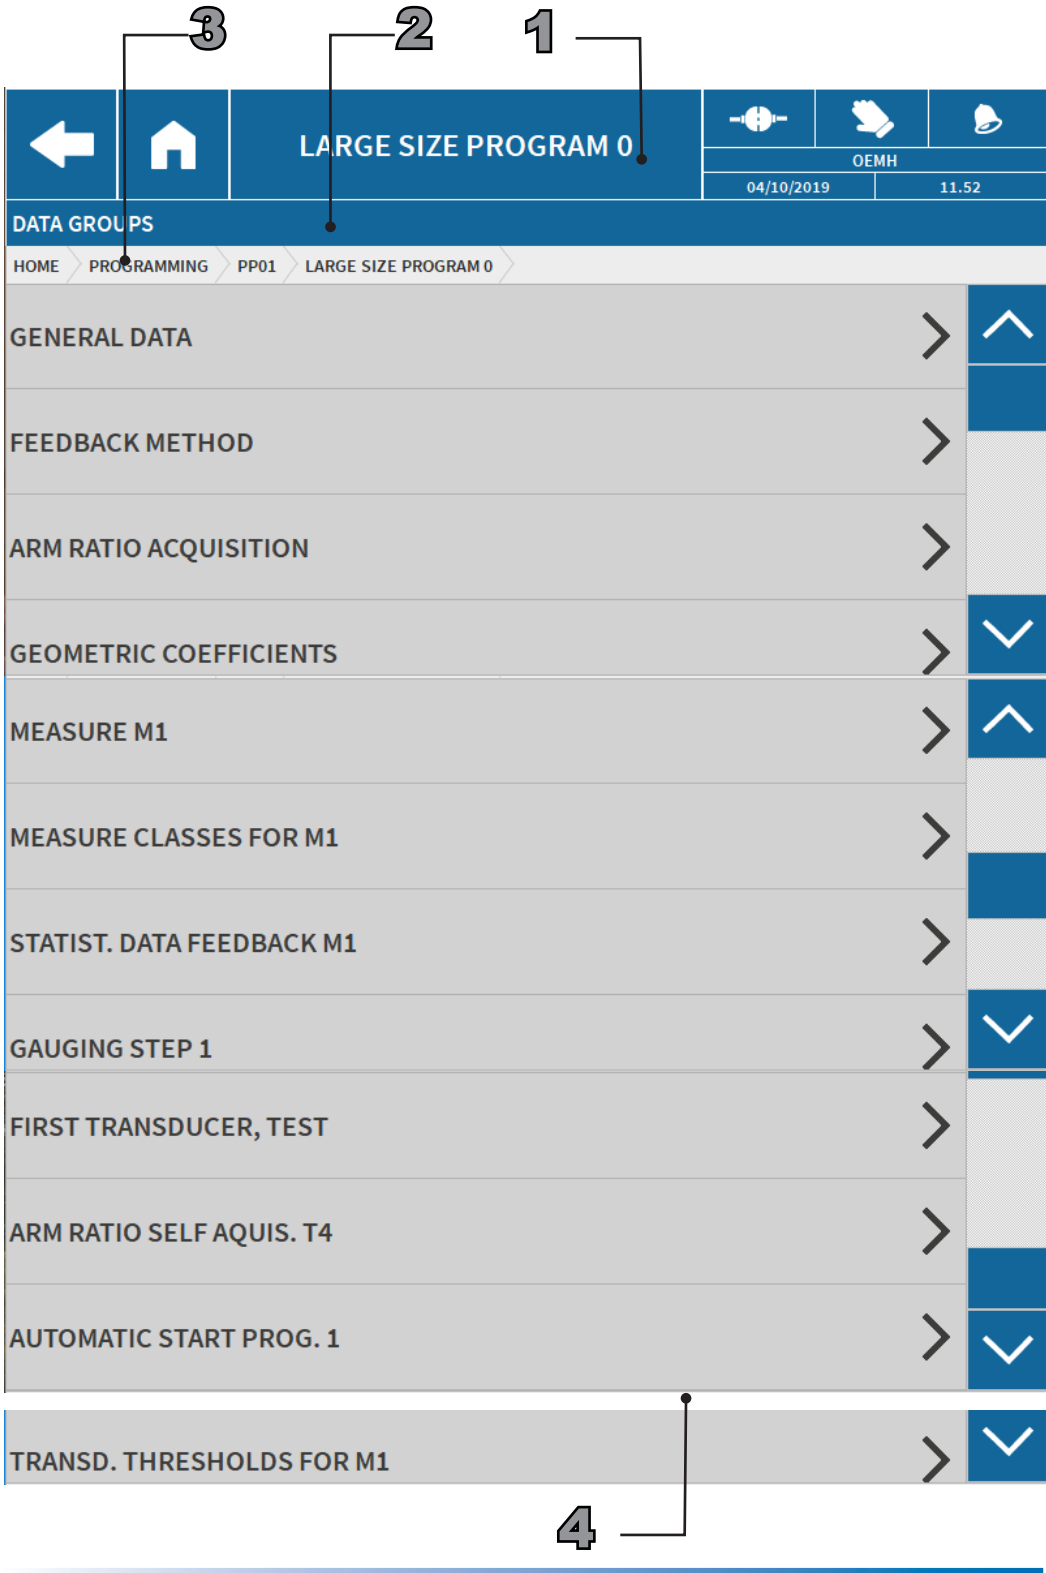 3 2 1
LARGE SIZE PROGRAM 0
OEMH
04/10/2019 11.52
DATA GROUPS
HOME PROGRAMMING PP01 LARGE SIZE PROGRAM 0
GENERAL DATA
FEEDBACK METHOD
ARM RATIO ACQUISITION
GEOMETRIC COEFFICIENTS
MEASURE M1
MEASURE CLASSES FOR M1
STATIST. DATA FEEDBACK M1
GAUGING STEP 1
FIRST TRANSDUCER, TEST
ARM RATIO SELF AQUIS. T4
AUTOMATIC START PROG. 1
TRANSD. THRESHOLDS FOR M1
4